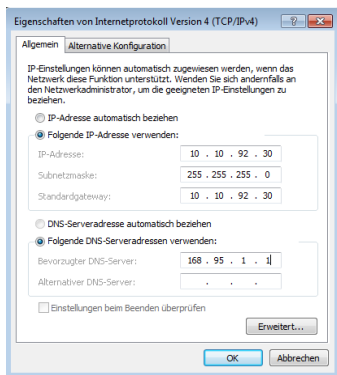 Eigenschaften von Internetprotokoll Version 4 (TCP/IPv4)
Allgemein Alternative Konfiguration
IP-Einstellungen können automatisch zugewiesen werden, wenn das
Netzwerk diese Funktion unterstützt. Wenden Sie sich andernfalls an
den Netzwerkadministrator, um die geeigneten IP-Einstellungen zu
beziehen.
IP-Adresse automatisch beziehen
Folgende IP-Adresse verwenden:
IP-Adresse: 10 . 10 . 92 . 30
Subnetzmaske: 255 . 255 . 255 . 0
Standardgateway: 10 . 10 . 92 . 30
DNS-Serveradresse automatisch beziehen
Folgende DNS-Serveradressen verwenden:
Bevorzugter DNS-Server: 168 . 95 . 1 . 1
Alternativer DNS-Server: . . .
Einstellungen beim Beenden überprüfen
Erweitert...
OK Abbrechen